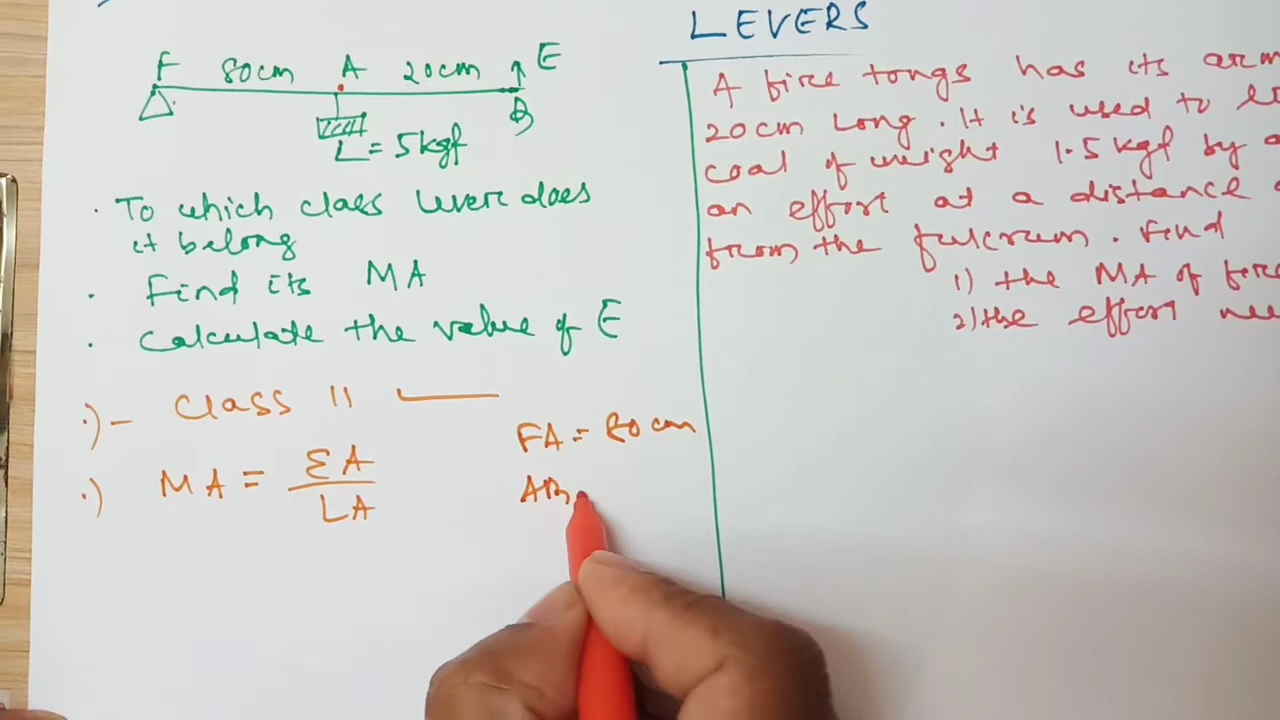 LEVERS
F 80cm A 20cm E
B
L = 5kgf
. To which class lever does
it belong
. Find its MA
. Calculate the value of E
.) - Class II
.) MA = EA
LA
FA = 80 cm
AB
A fire tongs has its arm
20cm Long. It is used to
coal of weight 1.5 kgf by
an effort at a distance
from the fulcrum. Find
1) the MA of
2) the effort